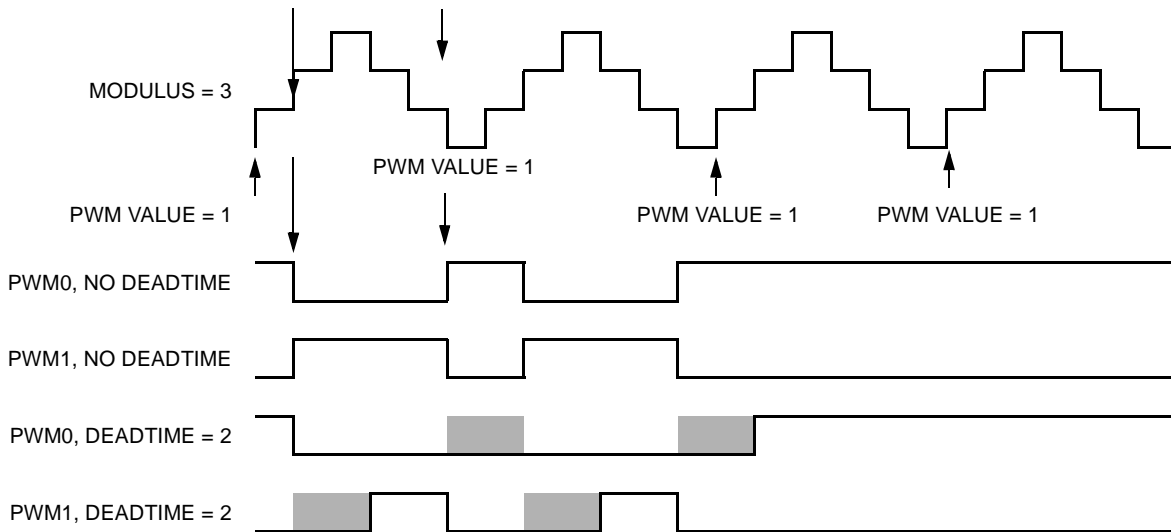 MODULUS = 3
PWM VALUE = 1
PWM VALUE = 1
PWM VALUE = 1
PWM VALUE = 1
PWM0, NO DEADTIME
PWM1, NO DEADTIME
PWM0, DEADTIME = 2
PWM1, DEADTIME = 2